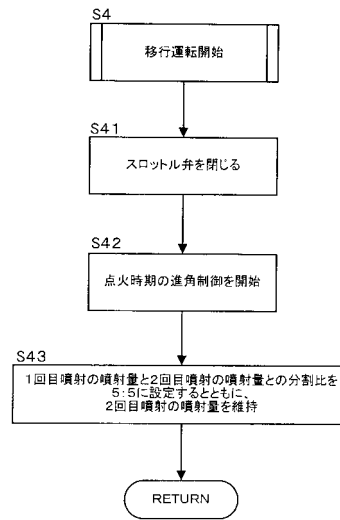 S4
移行運転開始
S41
スロットル弁を閉じる
S42
点火時期の進角制御を開始
S43
1回目噴射の噴射量と2回目噴射の噴射量との分割比を
5:5に設定するとともに、
2回目噴射の噴射量を維持
RETURN